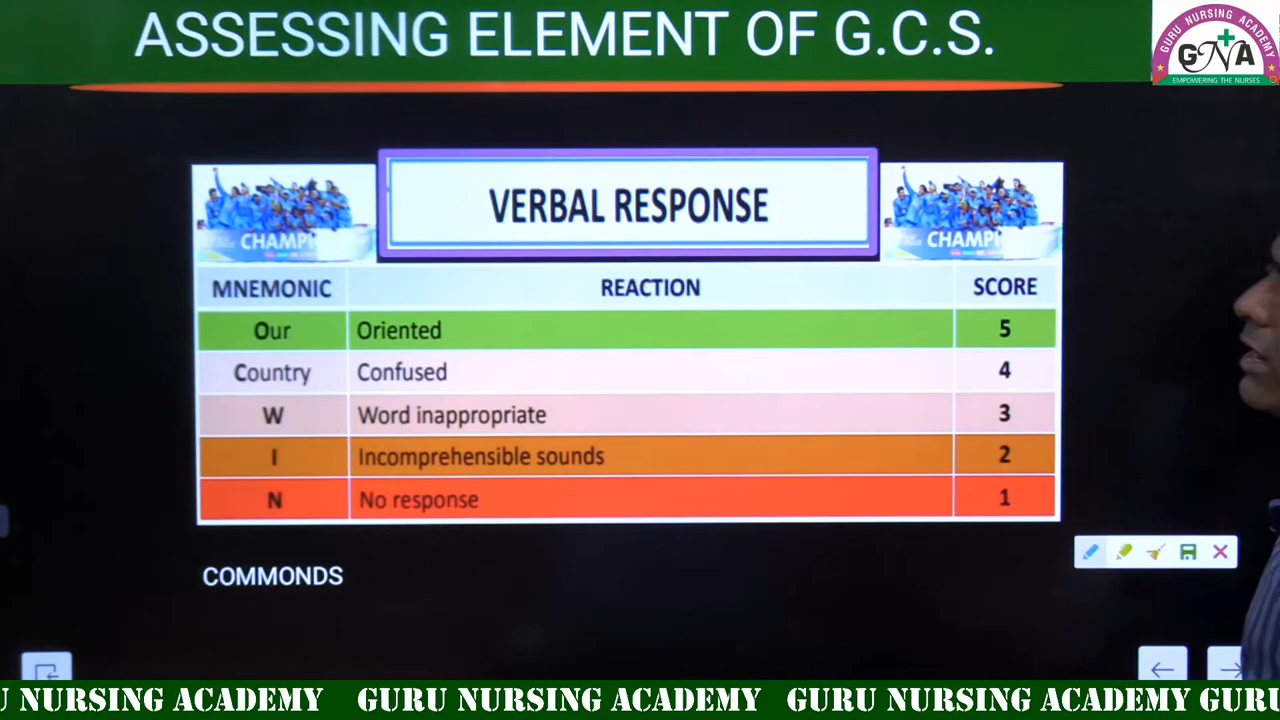 ASSESSING ELEMENT OF G.C.S.
GURU NURSING ACADEMY
GNA
EMPOWERING THE NURSES
VERBAL RESPONSE
CHAMPI
CHAMPI
MNEMONIC REACTION SCORE
Our Oriented 5
Country Confused 4
W Word inappropriate 3
I Incomprehensible sounds 2
N No response 1
COMMONDS
U NURSING ACADEMY GURU NURSING ACADEMY GURU NURSING ACADEMY GURU